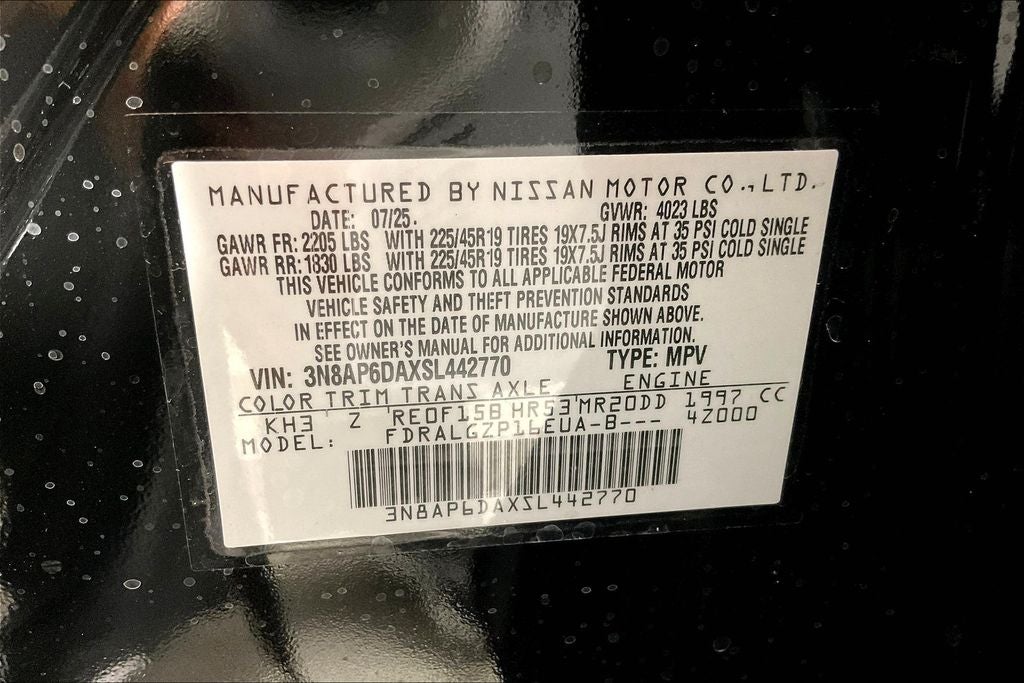 MANUFACTURED BY NISSAN MOTOR CO., LTD.
DATE: 07/25. GVWR: 4023 LBS
GAWR FR: 2205 LBS WITH 225/45R19 TIRES 19X7.5J RIMS AT 35 PSI COLD SINGLE
GAWR RR: 1830 LBS WITH 225/45R19 TIRES 19X7.5J RIMS AT 35 PSI COLD SINGLE
THIS VEHICLE CONFORMS TO ALL APPLICABLE FEDERAL MOTOR
VEHICLE SAFETY AND THEFT PREVENTION STANDARDS
IN EFFECT ON THE DATE OF MANUFACTURE SHOWN ABOVE.
SEE OWNER'S MANUAL FOR ADDITIONAL INFORMATION.
VIN: 3N8AP6DAXSL442770 TYPE: MPV
COLOR TRIM TRANS AXLE ENGINE
KH3 Z RE0F15B HR53 MR20DD 1997 CC
MODEL: FDRALGZP16EUA-B--- 4Z000
3N8AP6DAXSL442770